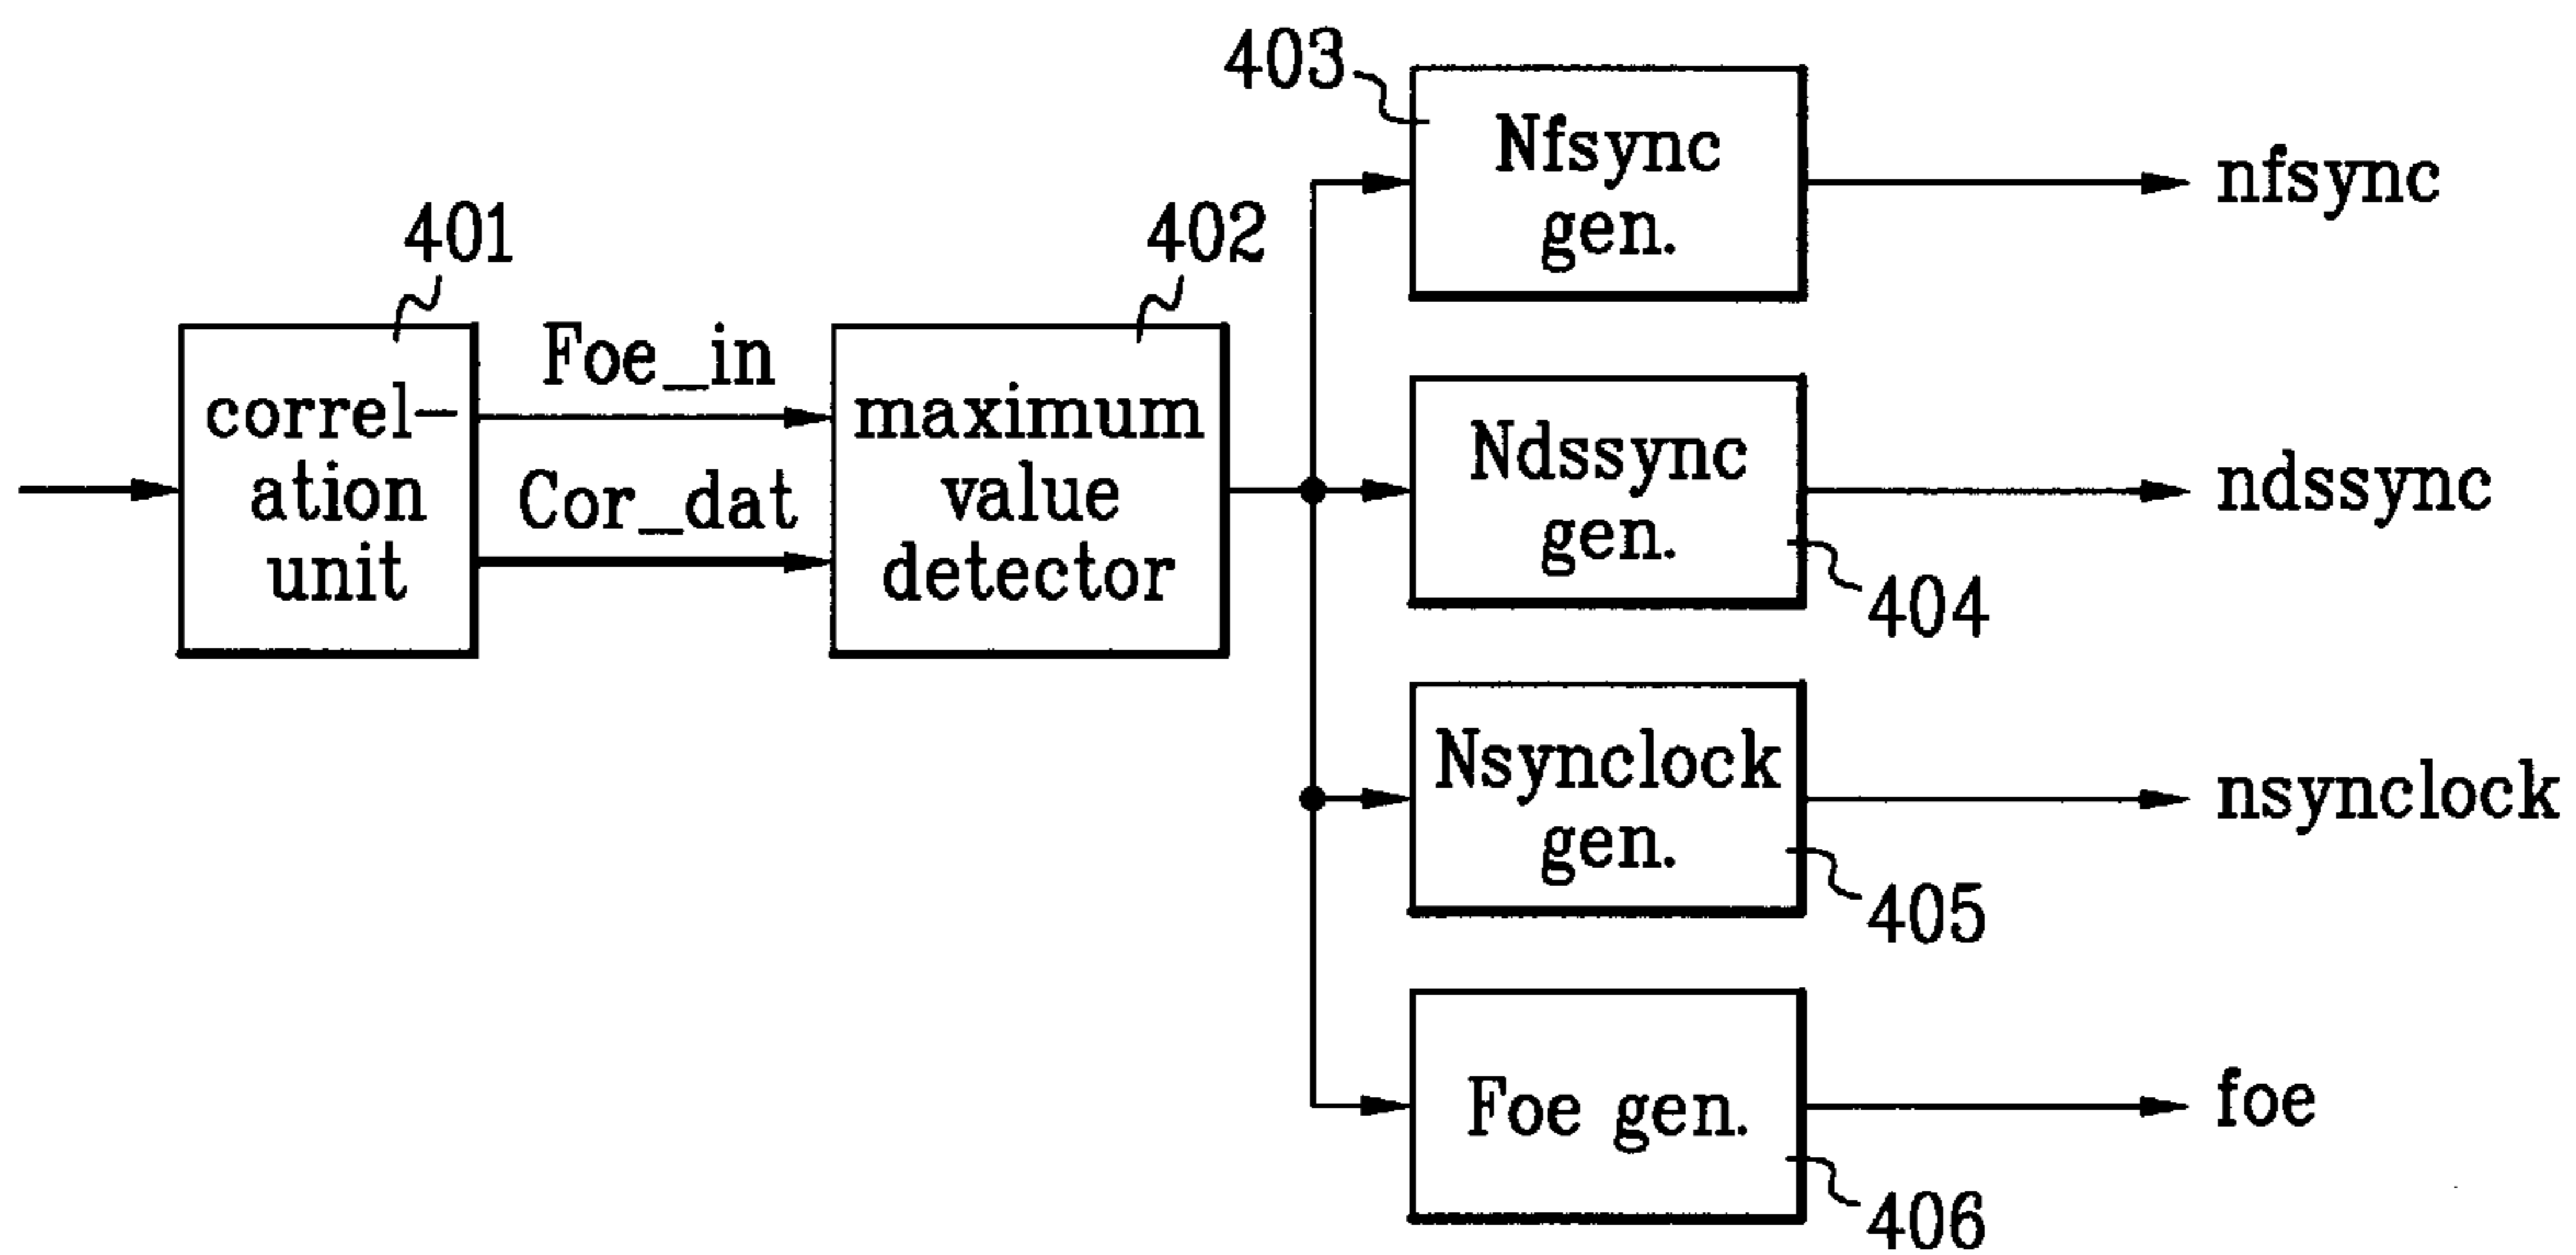 403
Nfsync
gen.
nfsync
401
402
Foe_in
correl-
ation
unit
Cor_dat
maximum
value
detector
Ndssync
gen.
ndssync
404
Nsynclock
gen.
nsynclock
405
Foe gen.
foe
406